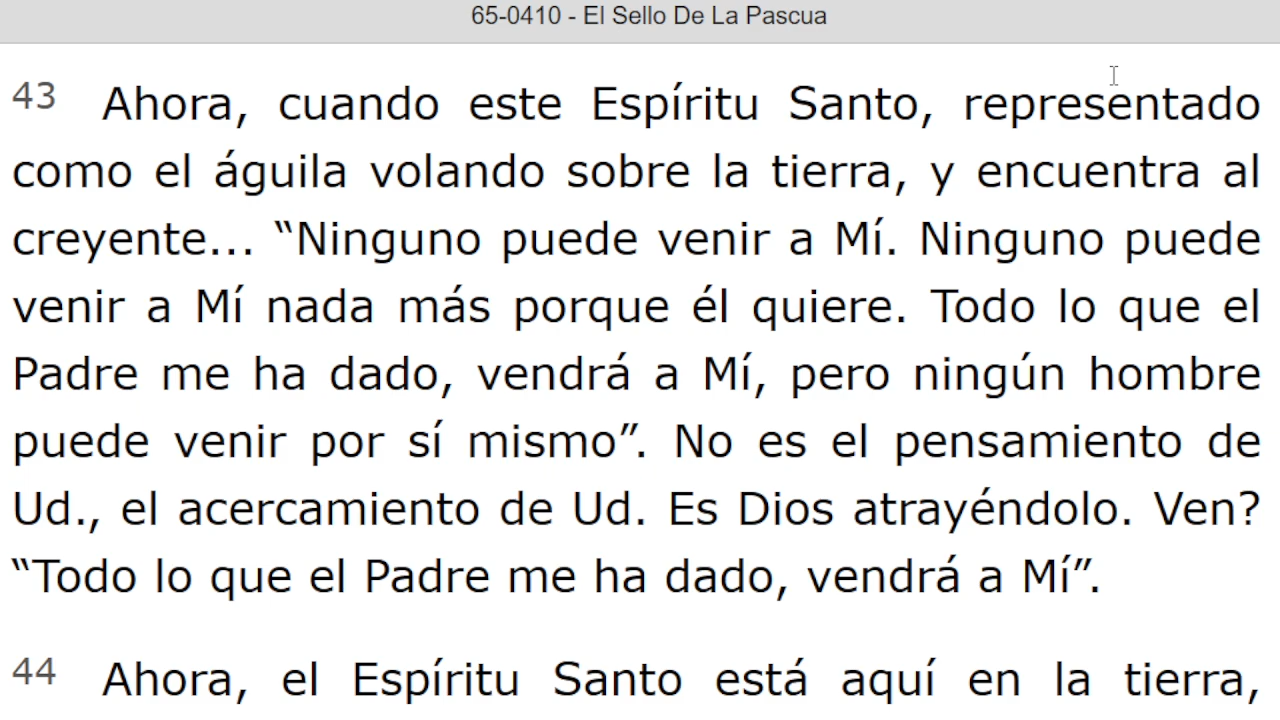 65-0410 - El Sello De La Pascua
43 Ahora, cuando este Espíritu Santo, representado
como el águila volando sobre la tierra, y encuentra al
creyente... “Ninguno puede venir a Mí. Ninguno puede
venir a Mí nada más porque él quiere. Todo lo que el
Padre me ha dado, vendrá a Mí, pero ningún hombre
puede venir por sí mismo”. No es el pensamiento de
Ud., el acercamiento de Ud. Es Dios atrayéndolo. Ven?
“Todo lo que el Padre me ha dado, vendrá a Mí”.
44 Ahora, el Espíritu Santo está aquí en la tierra,